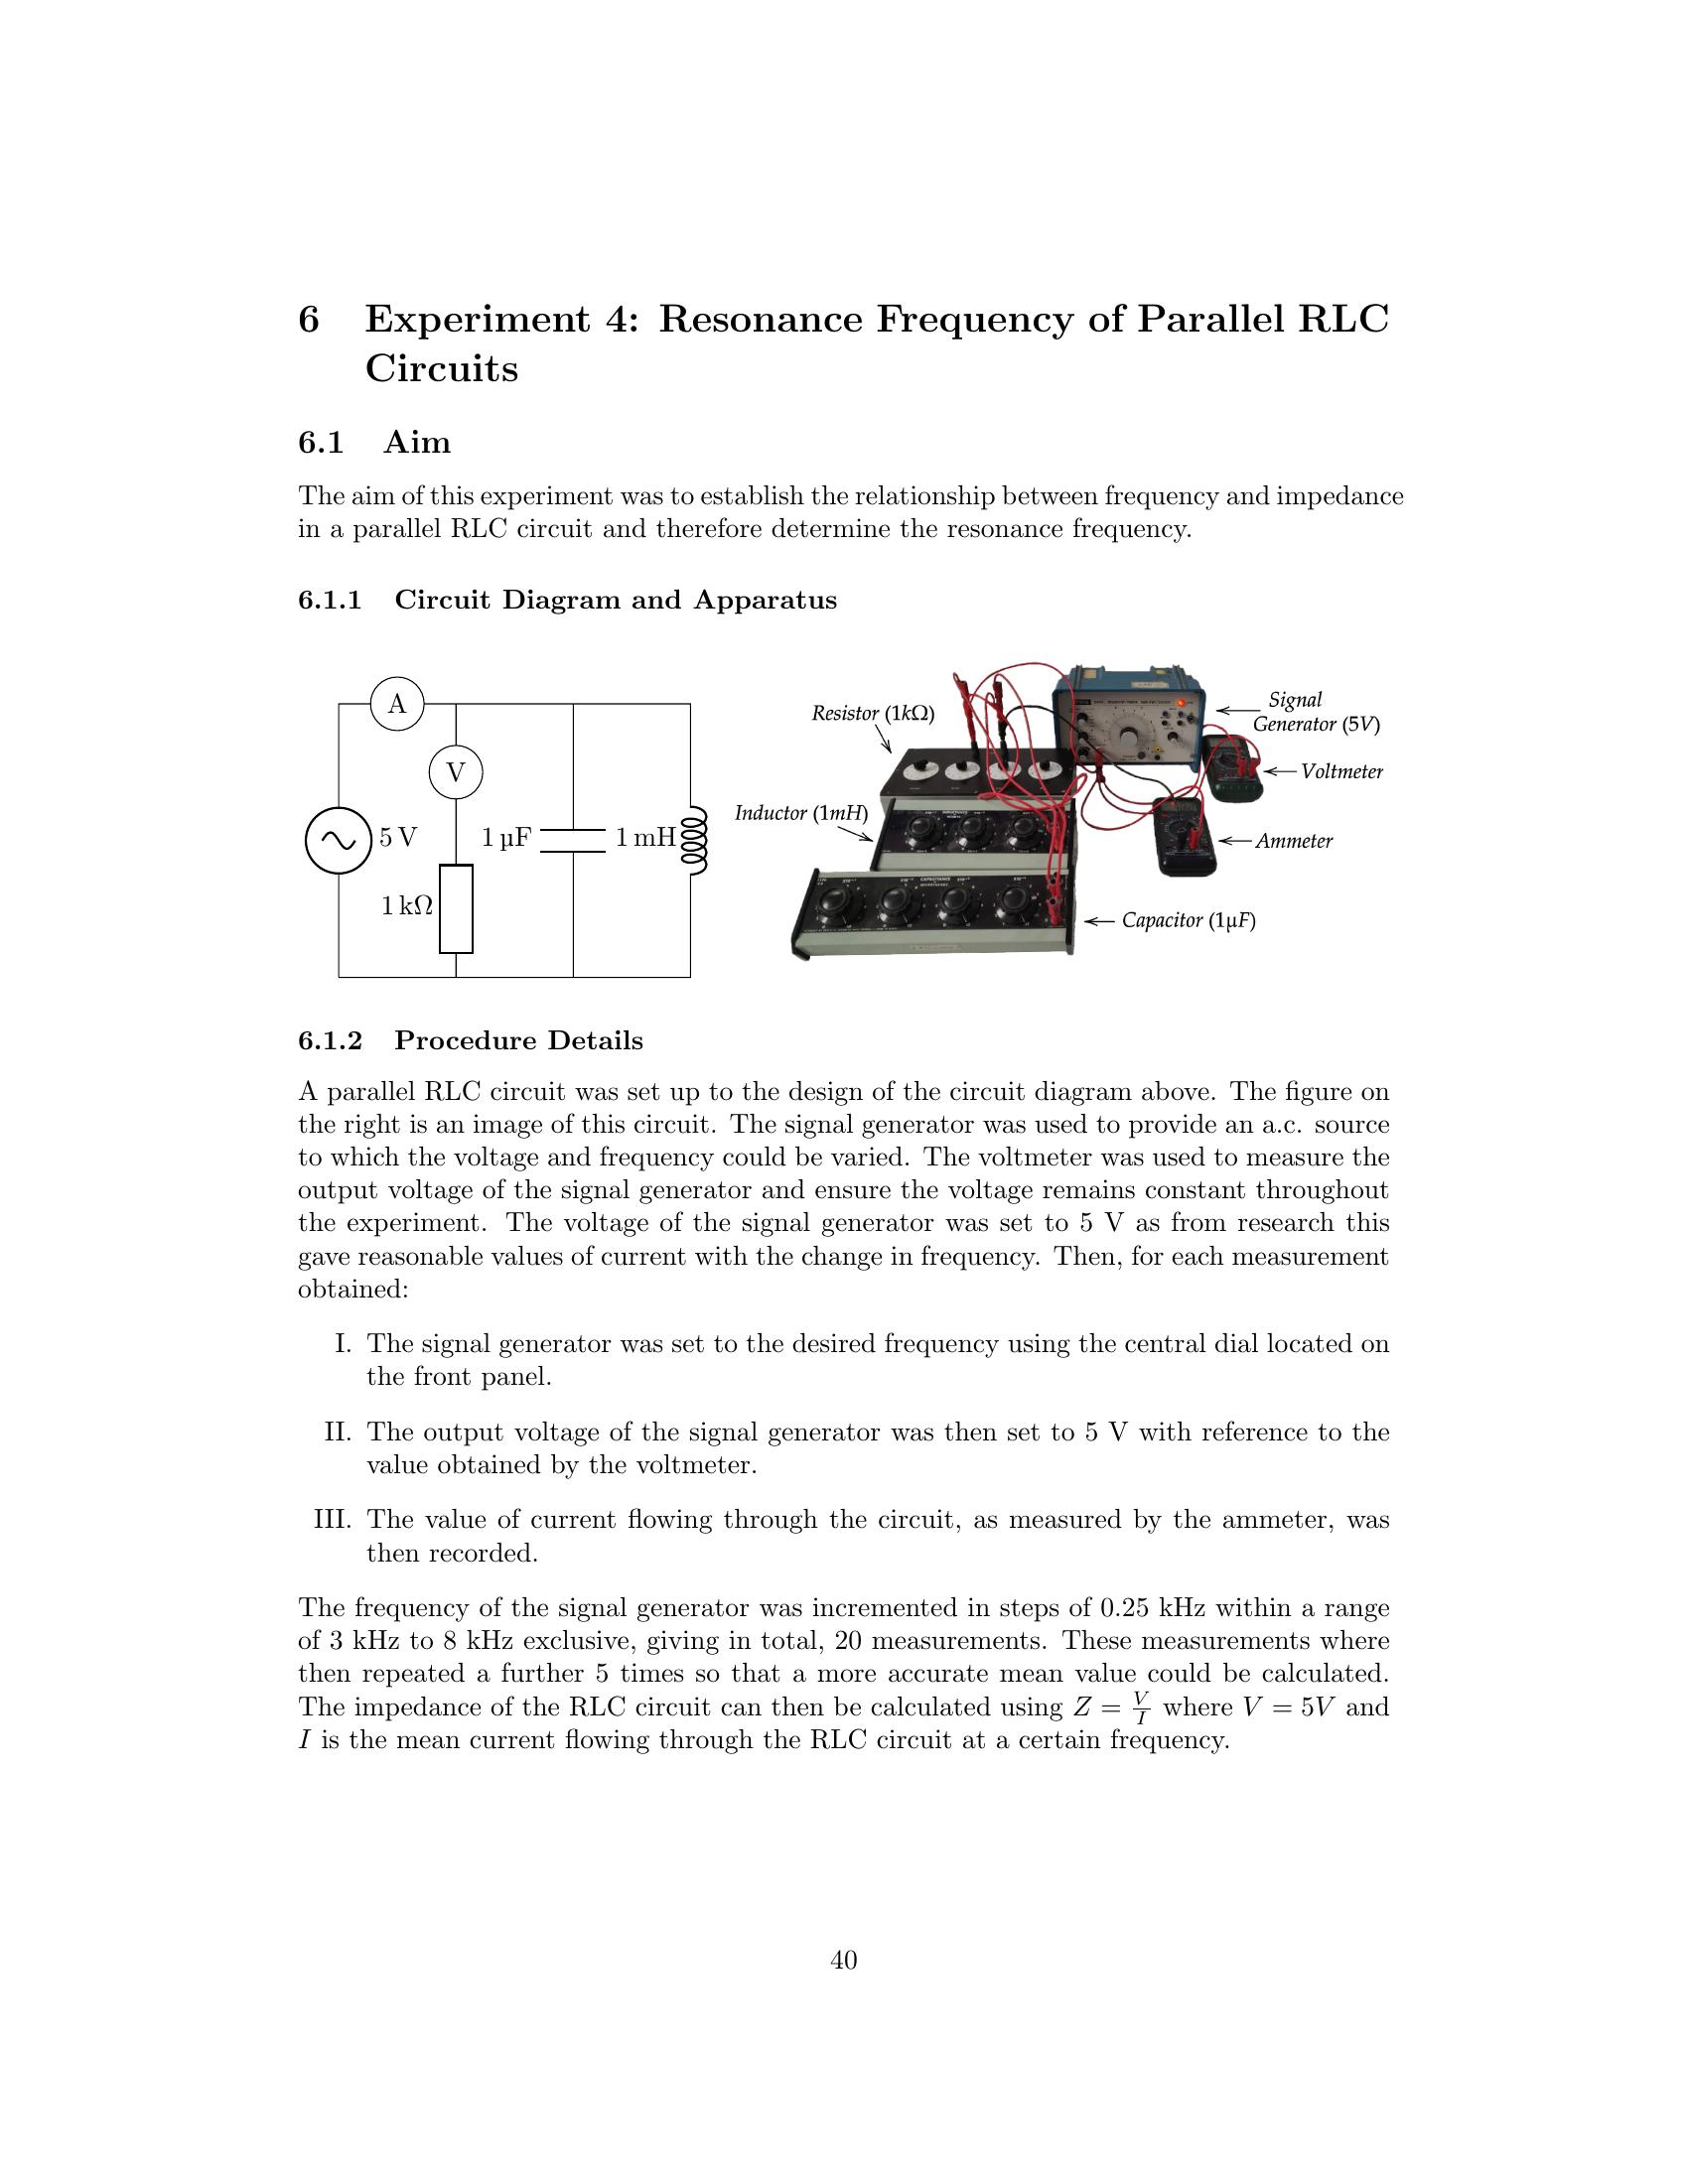 6 Experiment 4: Resonance Frequency of Parallel RLC
Circuits
6.1 Aim
The aim of this experiment was to establish the relationship between frequency and impedance
in a parallel RLC circuit and therefore determine the resonance frequency.
6.1.1 Circuit Diagram and Apparatus
A
V
5 V
1 µF
1 mH
1 kΩ
Resistor (1kΩ)
Signal
Generator (5V)
Voltmeter
Inductor (1mH)
Ammeter
Capacitor (1µF)
6.1.2 Procedure Details
A parallel RLC circuit was set up to the design of the circuit diagram above. The figure on
the right is an image of this circuit. The signal generator was used to provide an a.c. source
to which the voltage and frequency could be varied. The voltmeter was used to measure the
output voltage of the signal generator and ensure the voltage remains constant throughout
the experiment. The voltage of the signal generator was set to 5 V as from research this
gave reasonable values of current with the change in frequency. Then, for each measurement
obtained:
I. The signal generator was set to the desired frequency using the central dial located on
the front panel.
II. The output voltage of the signal generator was then set to 5 V with reference to the
value obtained by the voltmeter.
III. The value of current flowing through the circuit, as measured by the ammeter, was
then recorded.
The frequency of the signal generator was incremented in steps of 0.25 kHz within a range
of 3 kHz to 8 kHz exclusive, giving in total, 20 measurements. These measurements where
then repeated a further 5 times so that a more accurate mean value could be calculated.
The impedance of the RLC circuit can then be calculated using Z = V/I where V = 5V and
I is the mean current flowing through the RLC circuit at a certain frequency.
40